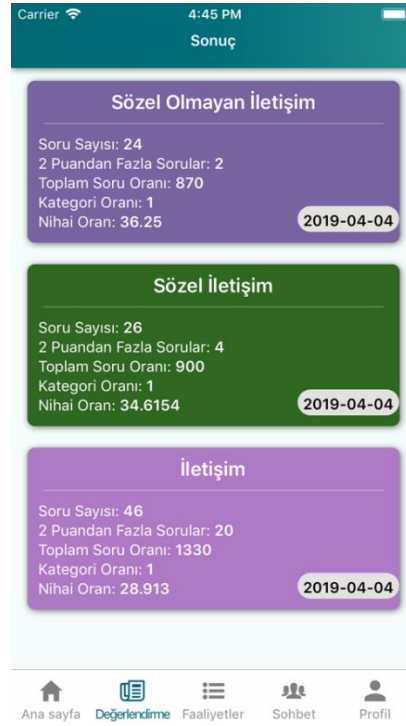 Carrier 4:45 PM
Sonuç
Sözel Olmayan İletişim
Soru Sayısı: 24
2 Puandan Fazla Sorular: 2
Toplam Soru Oranı: 870
Kategori Oranı: 1
Nihai Oran: 36.25
2019-04-04
Sözel İletişim
Soru Sayısı: 26
2 Puandan Fazla Sorular: 4
Toplam Soru Oranı: 900
Kategori Oranı: 1
Nihai Oran: 34.6154
2019-04-04
İletişim
Soru Sayısı: 46
2 Puandan Fazla Sorular: 20
Toplam Soru Oranı: 1330
Kategori Oranı: 1
Nihai Oran: 28.913
2019-04-04
Ana sayfa Değerlendirme Faaliyetler Sohbet Profil